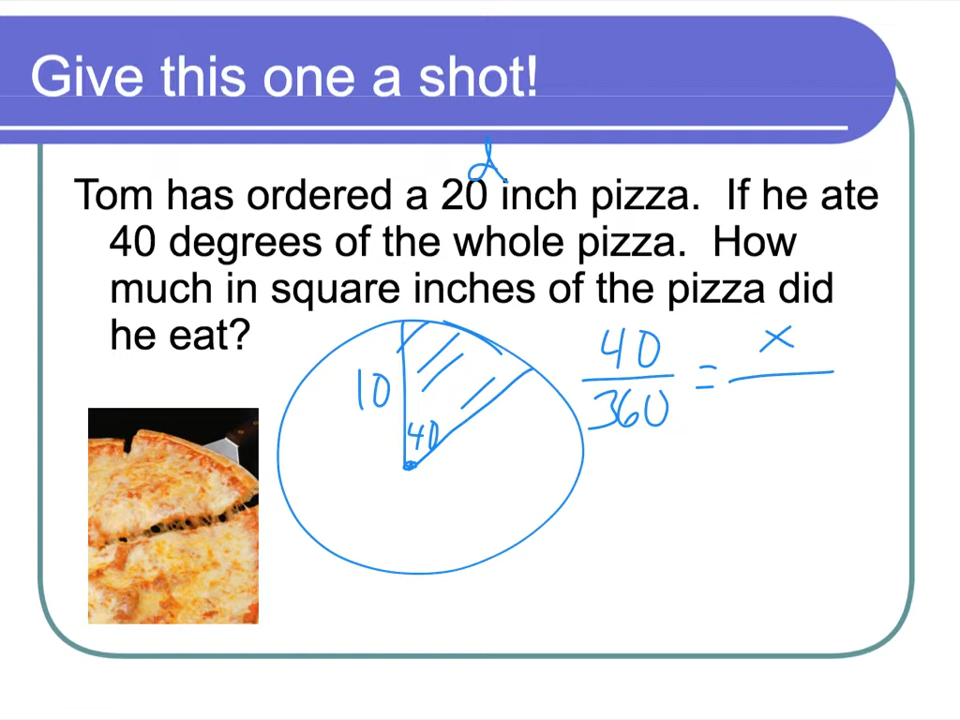 Give this one a shot!
d
Tom has ordered a 20 inch pizza. If he ate
40 degrees of the whole pizza. How
much in square inches of the pizza did
he eat?
10
40
40
360
=
x